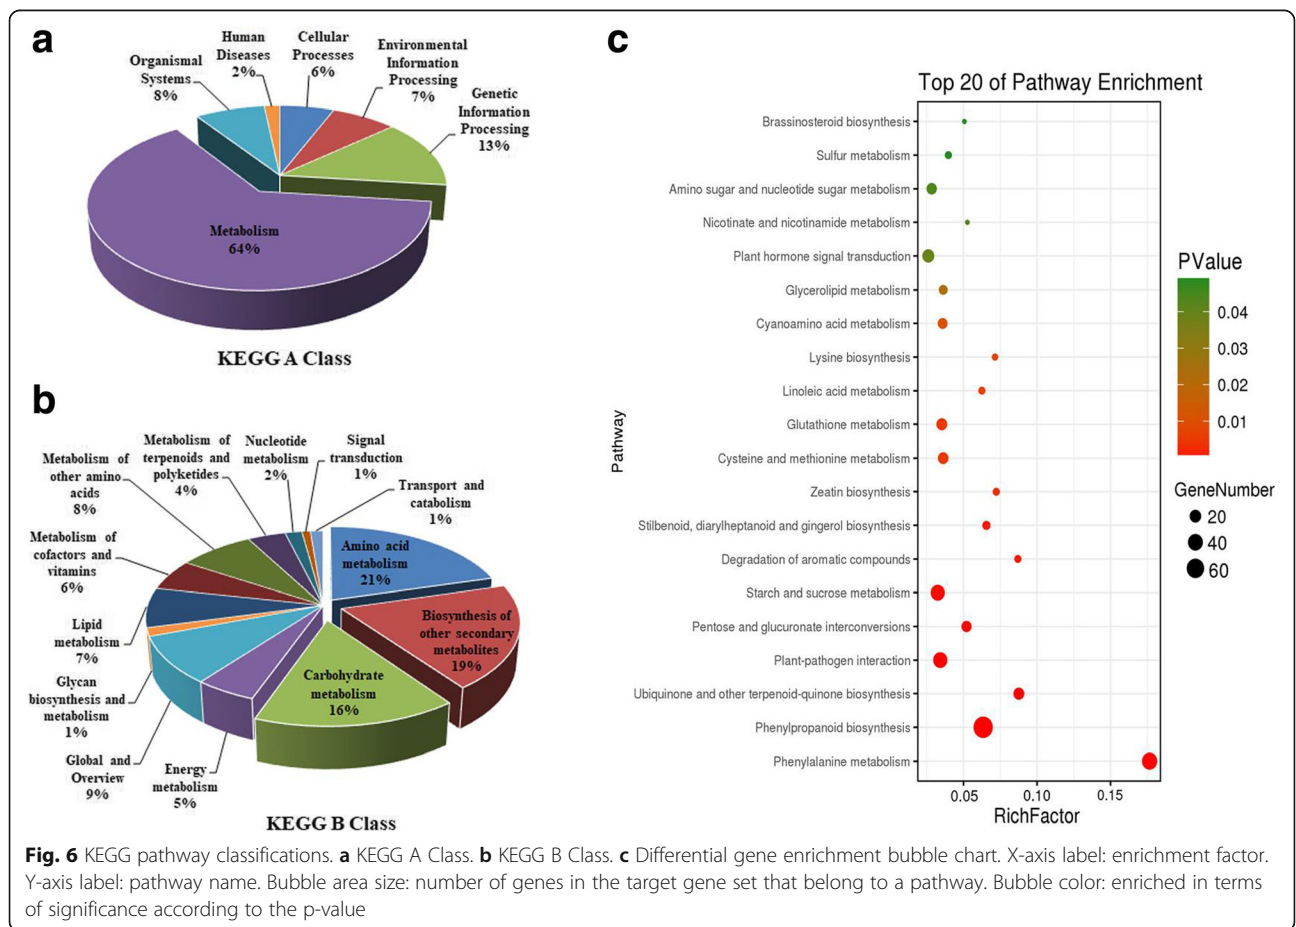 a
Human
Diseases
2%
Cellular
Processes
6%
Environmental
Information
Processing
7%
Organismal
Systems
8%
Genetic
Information
Processing
13%
Metabolism
64%
KEGG A Class
b
Metabolism of
other amino
acids
8%
Metabolism of
terpenoids and
polyketides
4%
Nucleotide
metabolism
2%
Signal
transduction
1%
Transport and
catabolism
1%
Metabolism of
cofactors and
vitamins
6%
Amino acid
metabolism
21%
Biosynthesis of
other secondary
metabolites
19%
Lipid
metabolism
7%
Carbohydrate
metabolism
16%
Glycan
biosynthesis and
metabolism
1%
Global and
Overview
9%
Energy
metabolism
5%
KEGG B Class
c
Top 20 of Pathway Enrichment
Pathway
Brassinosteroid biosynthesis
Sulfur metabolism
Amino sugar and nucleotide sugar metabolism
Nicotinate and nicotinamide metabolism
Plant hormone signal transduction
Glycerolipid metabolism
Cyanoamino acid metabolism
Lysine biosynthesis
Linoleic acid metabolism
Glutathione metabolism
Cysteine and methionine metabolism
Zeatin biosynthesis
Stilbenoid, diarylheptanoid and gingerol biosynthesis
Degradation of aromatic compounds
Starch and sucrose metabolism
Pentose and glucuronate interconversions
Plant-pathogen interaction
Ubiquinone and other terpenoid-quinone biosynthesis
Phenylpropanoid biosynthesis
Phenylalanine metabolism
0.05 0.10 0.15
RichFactor
PValue
0.04
0.03
0.02
0.01
GeneNumber
20
40
60
Fig. 6 KEGG pathway classifications. a KEGG A Class. b KEGG B Class. c Differential gene enrichment bubble chart. X-axis label: enrichment factor.
Y-axis label: pathway name. Bubble area size: number of genes in the target gene set that belong to a pathway. Bubble color: enriched in terms
of significance according to the p-value